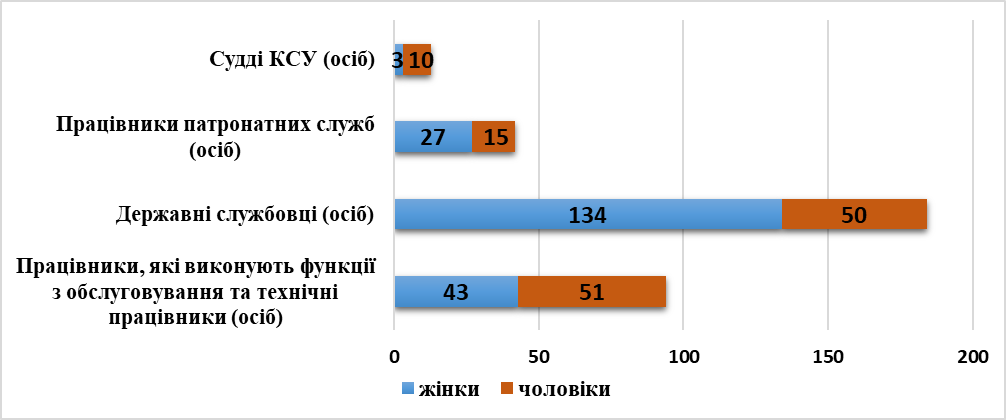 Судді КСУ (осіб)
3 10
Працівники патронатних служб
(осіб)
27 15
Державні службовці (осіб)
134 50
Працівники, які виконують функції
з обслуговування та технічні
працівники (осіб)
43 51
0 50 100 150 200
жінки чоловіки